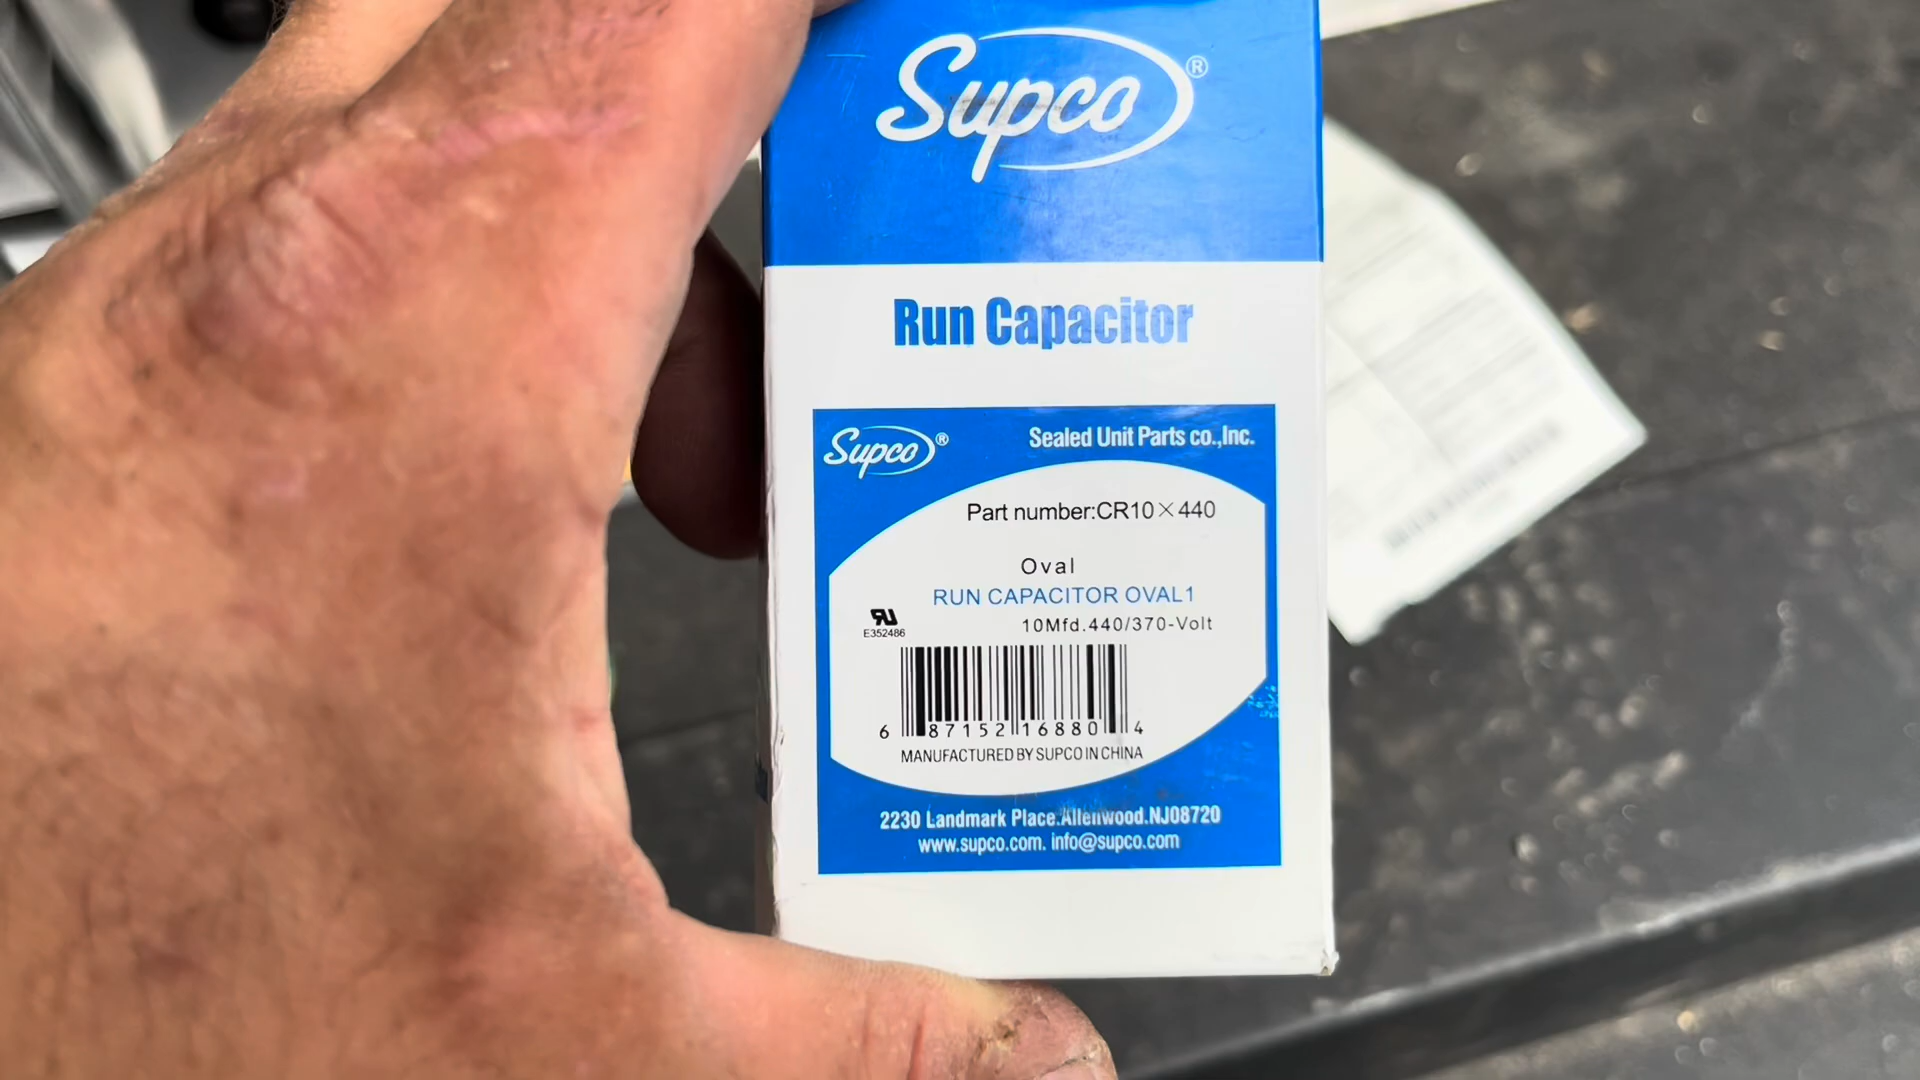 Supco®
Run Capacitor
Supco®
Sealed Unit Parts co.,Inc.
Part number:CR10×440
Oval
RUN CAPACITOR OVAL1
E352486
10Mfd.440/370-Volt
6 87152 16880 4
MANUFACTURED BY SUPCO IN CHINA
2230 Landmark Place.Allenwood.NJ08720
www.supco.com. info@supco.com